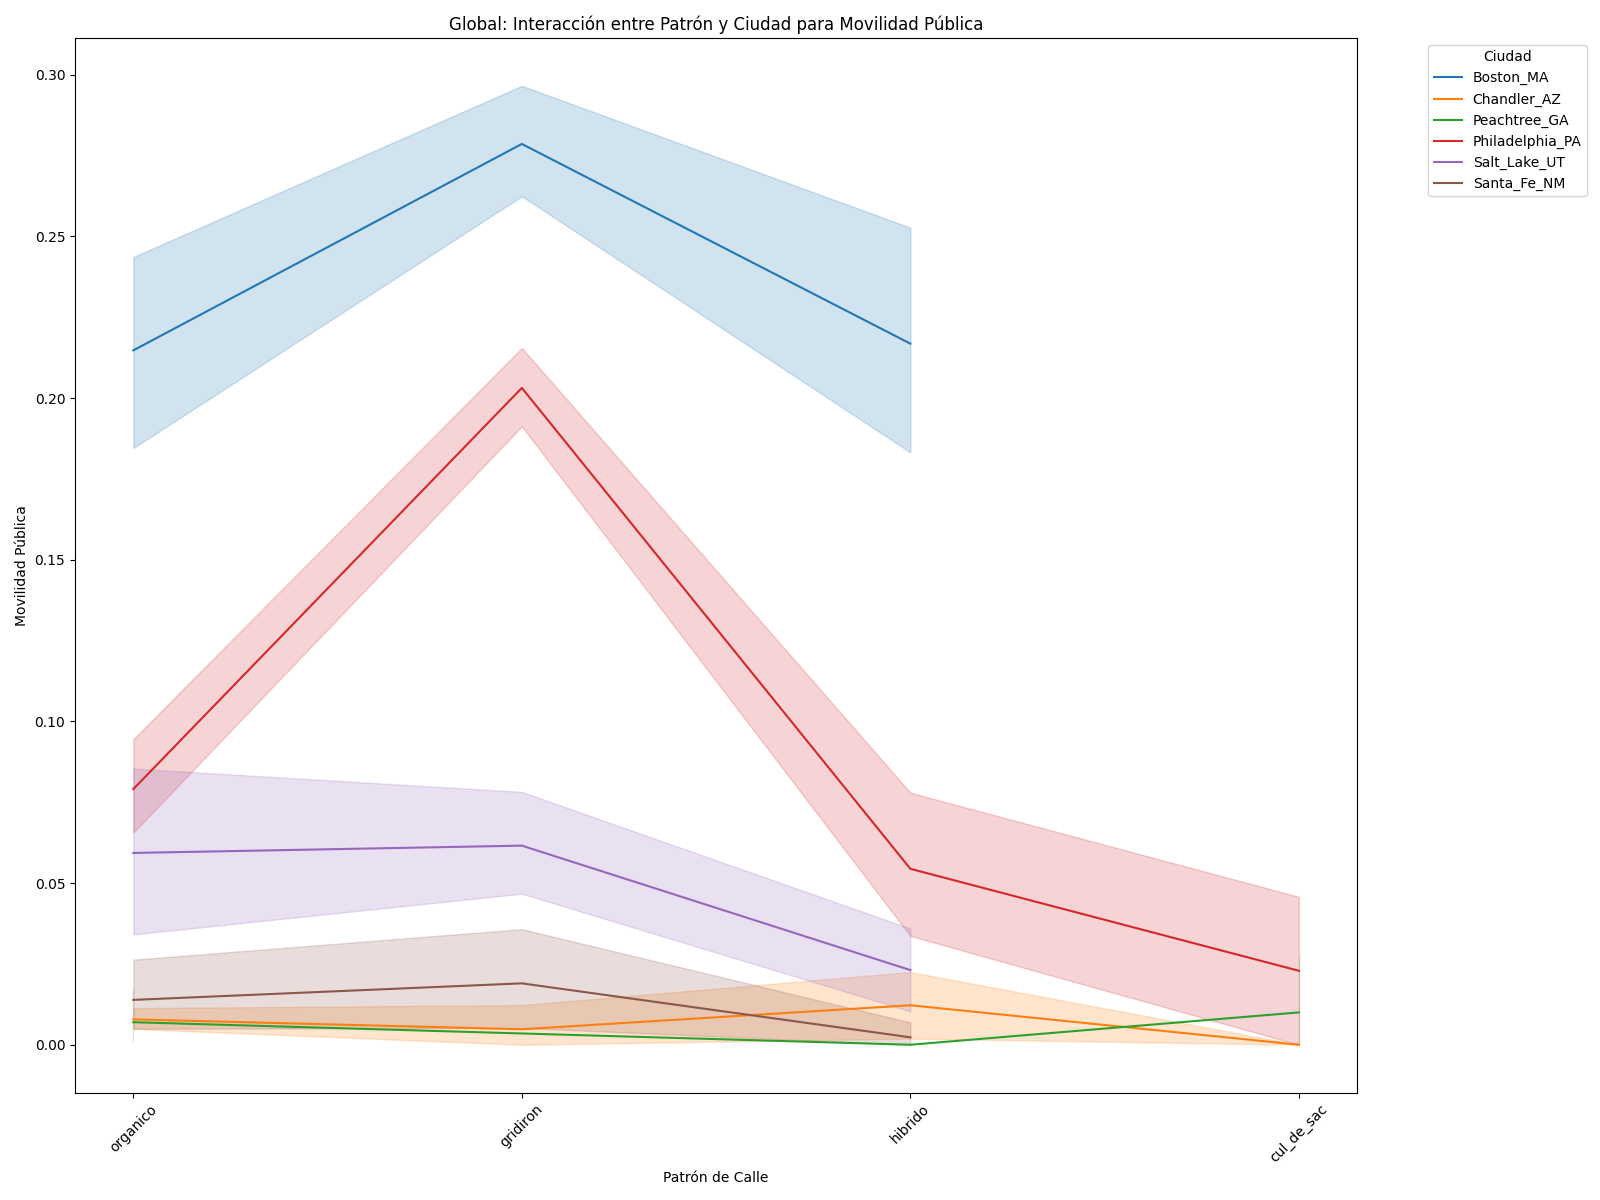 Global: Interacción entre Patrón y Ciudad para Movilidad Pública
Ciudad
Boston_MA
Chandler_AZ
Peachtree_GA
Philadelphia_PA
Salt_Lake_UT
Santa_Fe_NM
Movilidad Pública
0.30
0.25
0.20
0.15
0.10
0.05
0.00
organico
gridiron
hibrido
cul_de_sac
Patrón de Calle